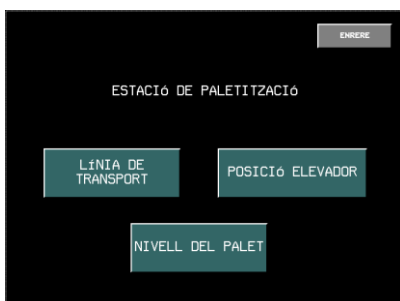 ENRERE
ESTACIó DE PALETITZACIó
LíNIA DE
TRANSPORT
POSICIó ELEVADOR
NIVELL DEL PALET